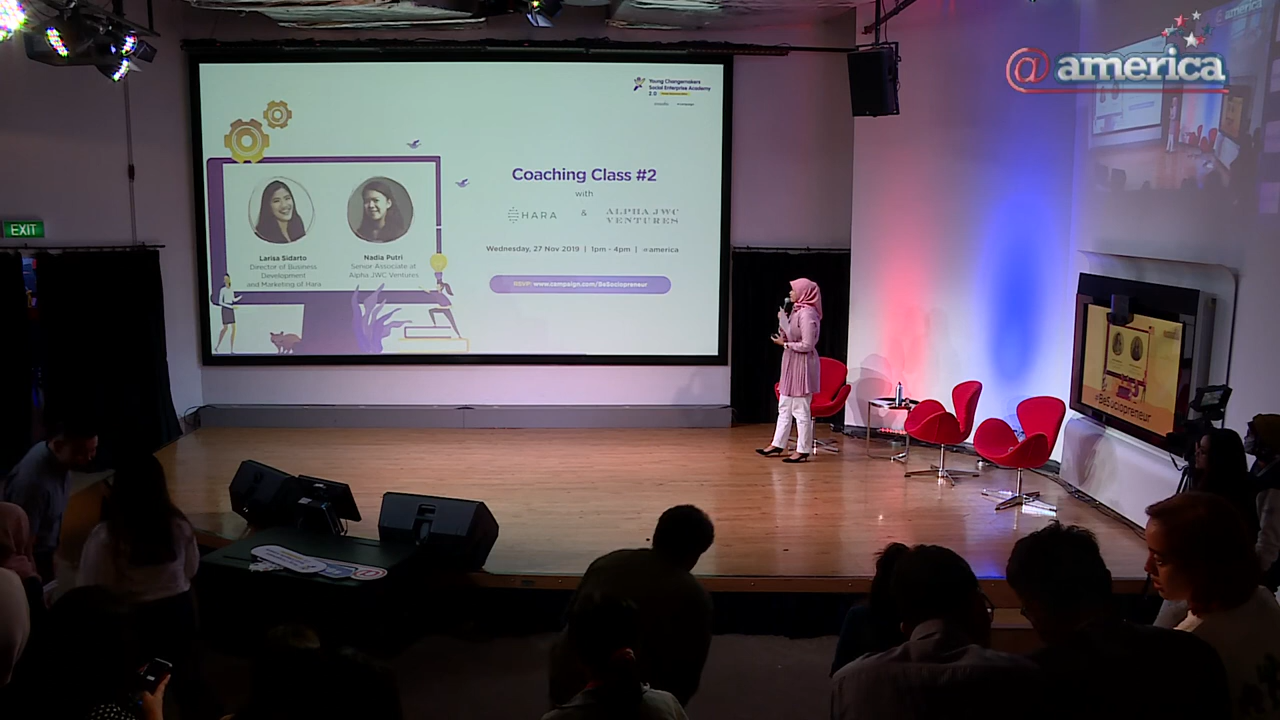 @america
Young Changemakers
Social Enterprise Academy
2.0
Coaching Class #2
with
HARA & ALPHA JWC
VENTURES
Wednesday, 27 Nov 2019 | 1pm - 4pm | @america
RSVP: www.campaign.com/BeSociopreneur
Larisa Sidarto
Director of Business
Development
and Marketing of Hara
Nadia Putri
Senior Associate at
Alpha JWC Ventures
EXIT
#BeSociopreneur